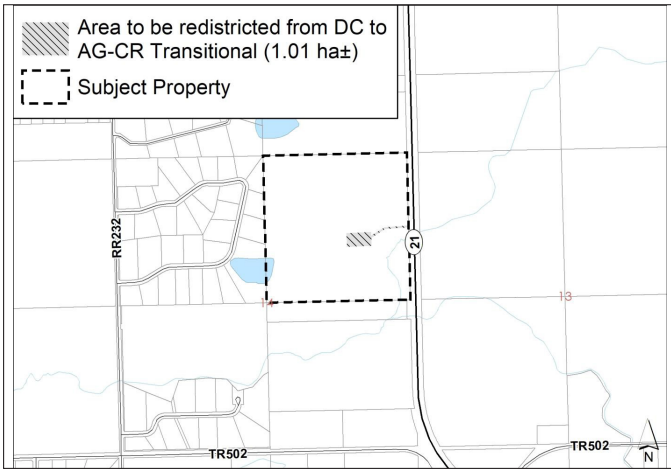 Area to be redistricted from DC to
AG-CR Transitional (1.01 ha±)
Subject Property
RR232
21
14
13
TR502
TR502
N